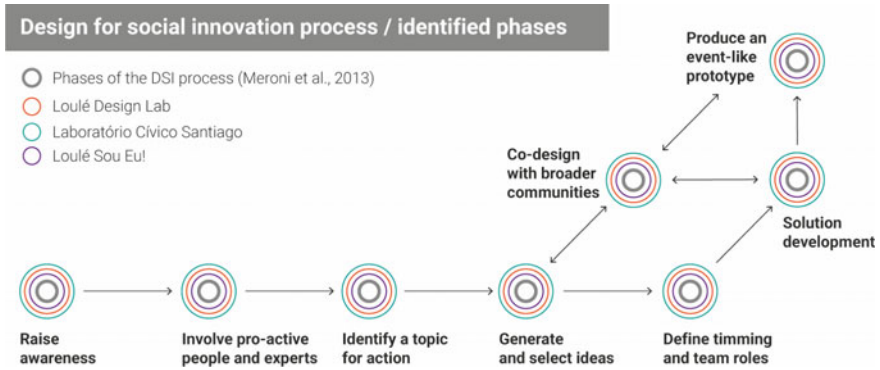 Design for social innovation process / identified phases
Phases of the DSI process (Meroni et al., 2013)
Loulé Design Lab
Laboratório Cívico Santiago
Loulé Sou Eu!
Produce an
event-like
prototype
Co-design
with broader
communities
Solution
development
Raise
awareness
Involve pro-active
people and experts
Identify a topic
for action
Generate
and select ideas
Define timming
and team roles